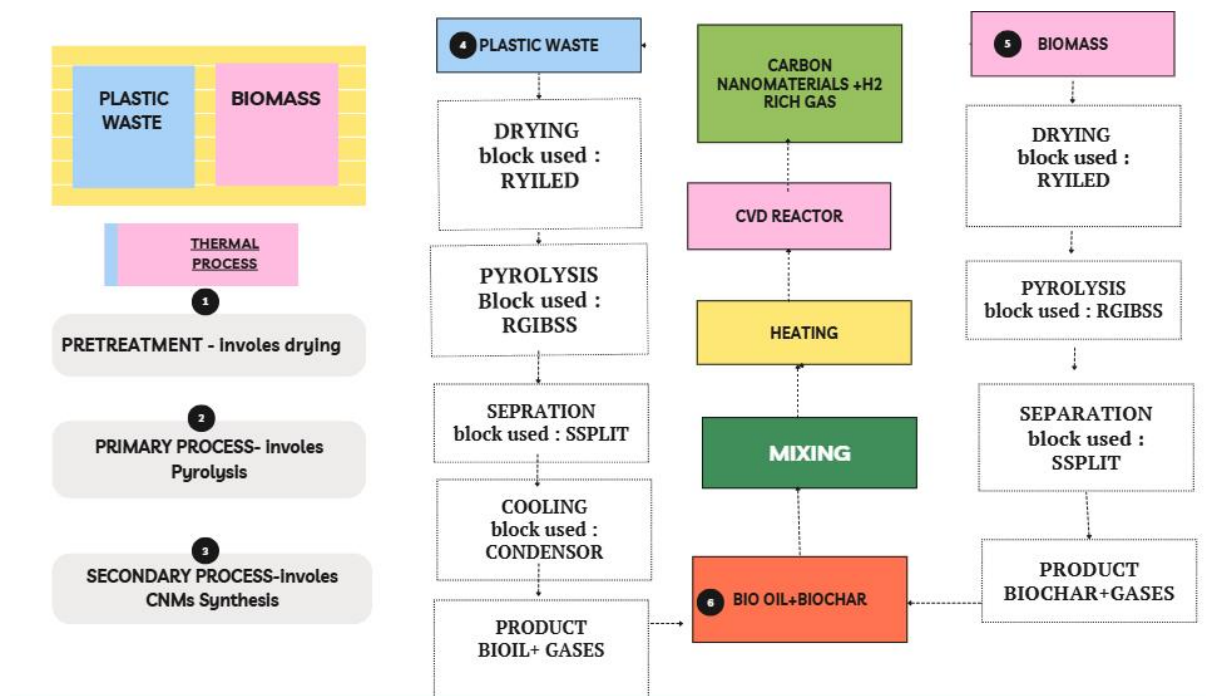 PLASTIC
WASTE
BIOMASS
THERMAL
PROCESS
1
PRETREATMENT - involes drying
2
PRIMARY PROCESS- involes
Pyrolysis
3
SECONDARY PROCESS-involes
CNMs Synthesis
4 PLASTIC WASTE
DRYING
block used :
RYILED
PYROLYSIS
Block used :
RGIBSS
SEPRATION
block used : SSPLIT
COOLING
block used :
CONDENSOR
PRODUCT
BIOIL+ GASES
CARBON
NANOMATERIALS +H2
RICH GAS
CVD REACTOR
HEATING
MIXING
6 BIO OIL+BIOCHAR
5 BIOMASS
DRYING
block used :
RYILED
PYROLYSIS
block used : RGIBSS
SEPARATION
block used :
SSPLIT
PRODUCT
BIOCHAR+GASES